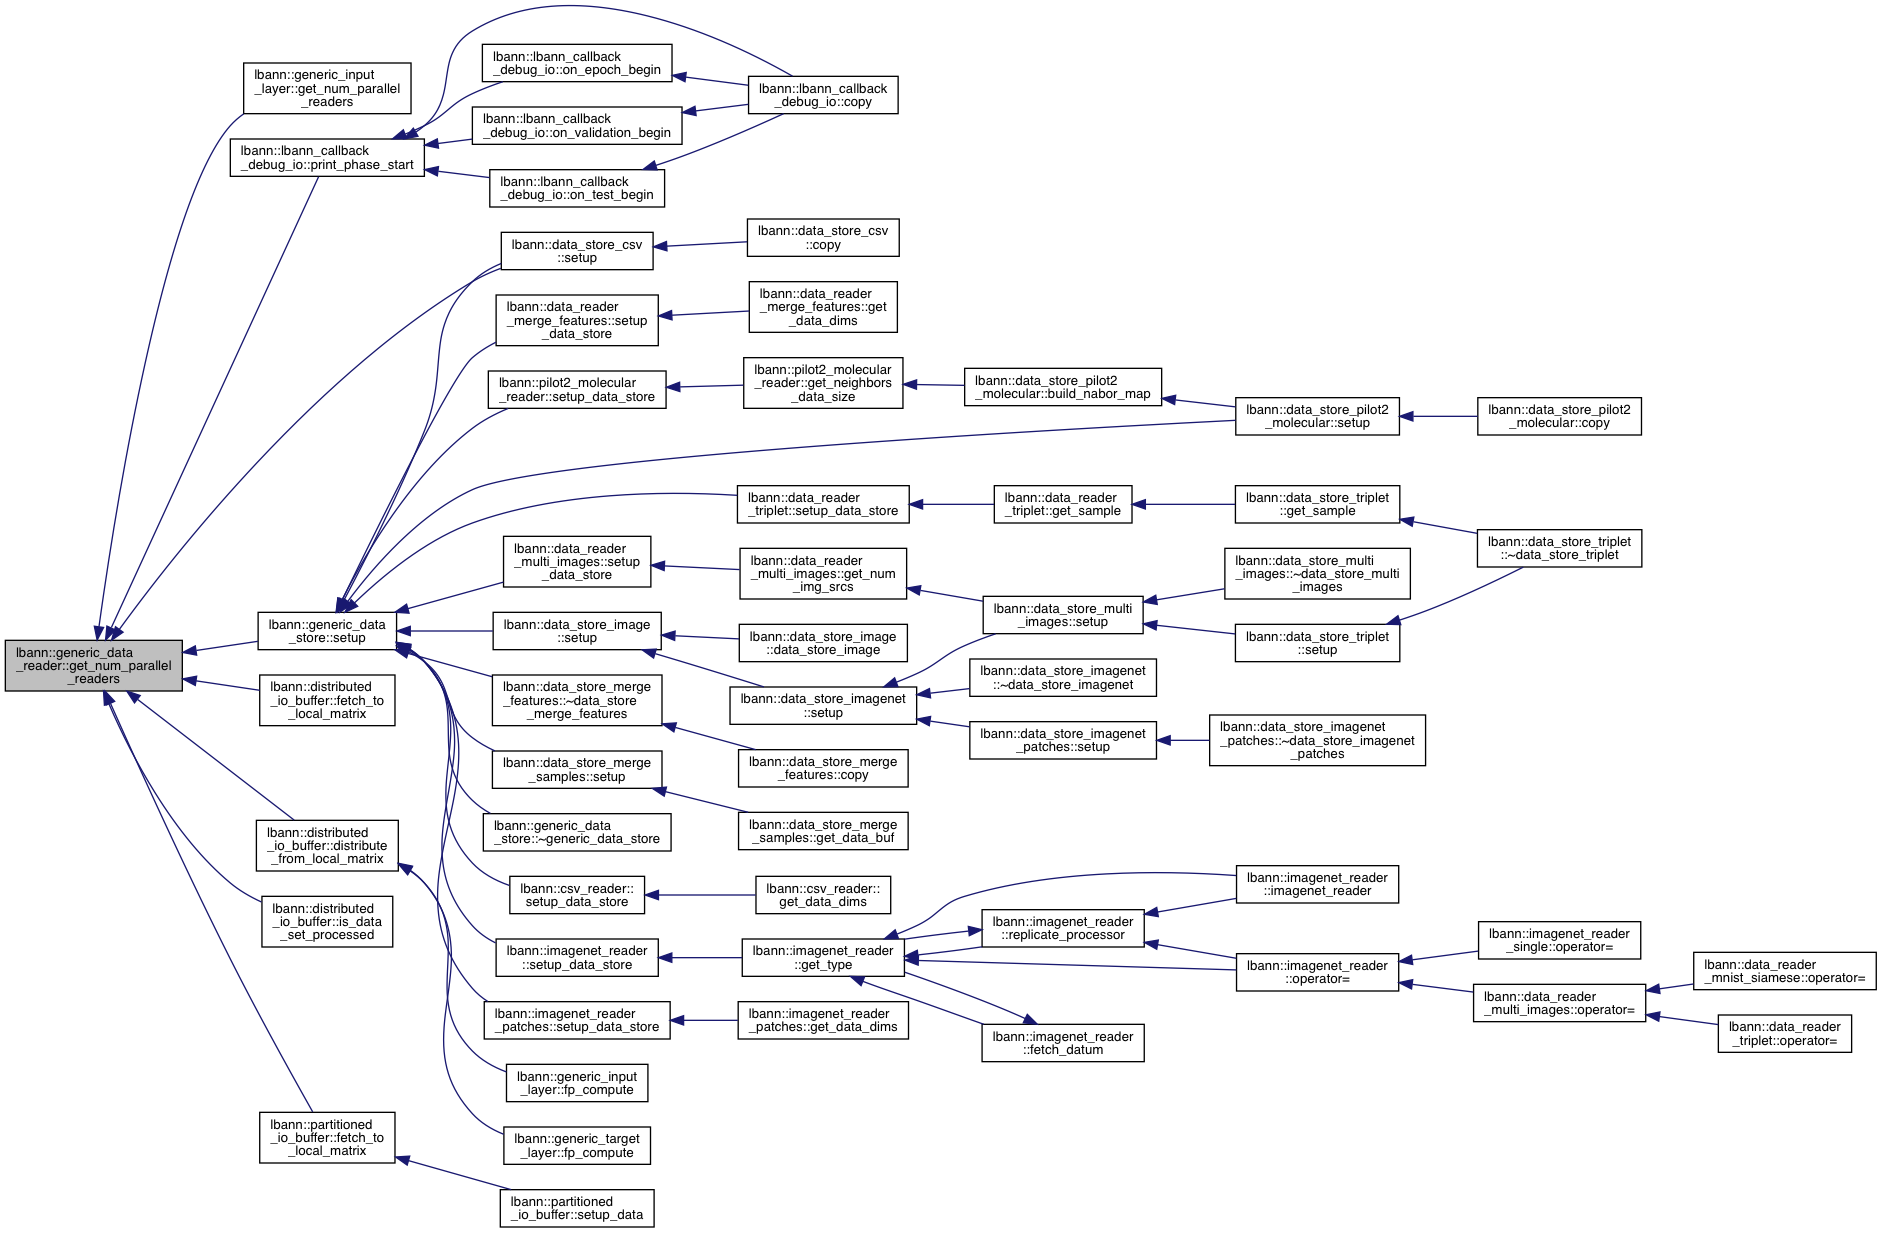 lbann::generic_data
_reader::get_num_parallel
_readers
lbann::generic_input
_layer::get_num_parallel
_readers
lbann::lbann_callback
_debug_io::print_phase_start
lbann::generic_data
_store::setup
lbann::distributed
_io_buffer::fetch_to
_local_matrix
lbann::distributed
_io_buffer::distribute
_from_local_matrix
lbann::distributed
_io_buffer::is_data
_set_processed
lbann::partitioned
_io_buffer::fetch_to
_local_matrix
lbann::lbann_callback
_debug_io::on_epoch_begin
lbann::lbann_callback
_debug_io::on_validation_begin
lbann::lbann_callback
_debug_io::on_test_begin
lbann::data_store_csv
::setup
lbann::data_reader
_merge_features::setup
_data_store
lbann::pilot2_molecular
_reader::setup_data_store
lbann::data_reader
_multi_images::setup
_data_store
lbann::data_store_image
::setup
lbann::data_store_merge
_features::~data_store
_merge_features
lbann::data_store_merge
_samples::setup
lbann::generic_data
_store::~generic_data_store
lbann::csv_reader::
setup_data_store
lbann::imagenet_reader
::setup_data_store
lbann::imagenet_reader
_patches::setup_data_store
lbann::generic_input
_layer::fp_compute
lbann::generic_target
_layer::fp_compute
lbann::partitioned
_io_buffer::setup_data
lbann::lbann_callback
_debug_io::copy
lbann::data_store_csv
::copy
lbann::data_reader
_merge_features::get
_data_dims
lbann::pilot2_molecular
_reader::get_neighbors
_data_size
lbann::data_reader
_triplet::setup_data_store
lbann::data_reader
_multi_images::get_num
_img_srcs
lbann::data_store_image
::data_store_image
lbann::data_store_imagenet
::setup
lbann::data_store_merge
_features::copy
lbann::data_store_merge
_samples::get_data_buf
lbann::csv_reader::
get_data_dims
lbann::imagenet_reader
::get_type
lbann::imagenet_reader
_patches::get_data_dims
lbann::data_store_pilot2
_molecular::build_nabor_map
lbann::data_reader
_triplet::get_sample
lbann::data_store_multi
_images::setup
lbann::data_store_imagenet
::~data_store_imagenet
lbann::data_store_imagenet
_patches::setup
lbann::imagenet_reader
::replicate_processor
lbann::imagenet_reader
::fetch_datum
lbann::data_store_pilot2
_molecular::setup
lbann::data_store_triplet
::get_sample
lbann::data_store_multi
_images::~data_store_multi
_images
lbann::data_store_triplet
::setup
lbann::data_store_imagenet
_patches::~data_store_imagenet
_patches
lbann::imagenet_reader
::imagenet_reader
lbann::imagenet_reader
::operator=
lbann::data_store_pilot2
_molecular::copy
lbann::data_store_triplet
::~data_store_triplet
lbann::imagenet_reader
_single::operator=
lbann::data_reader
_multi_images::operator=
lbann::data_reader
_mnist_siamese::operator=
lbann::data_reader
_triplet::operator=